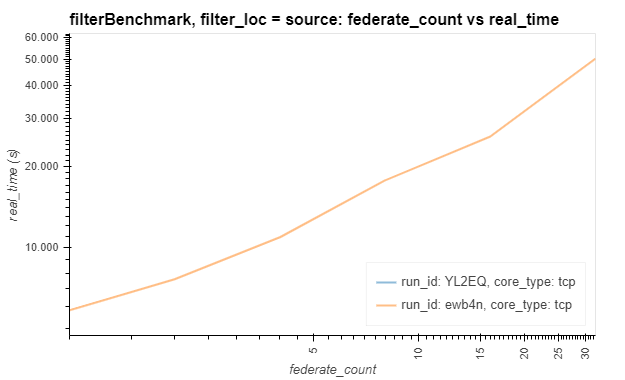 filterBenchmark, filter_loc = source: federate_count vs real_time
60.000
50.000
40.000
30.000
20.000
10.000
real_time (s)
run_id: YL2EQ, core_type: tcp
run_id: ewb4n, core_type: tcp
5
10
15
20
25
30
federate_count